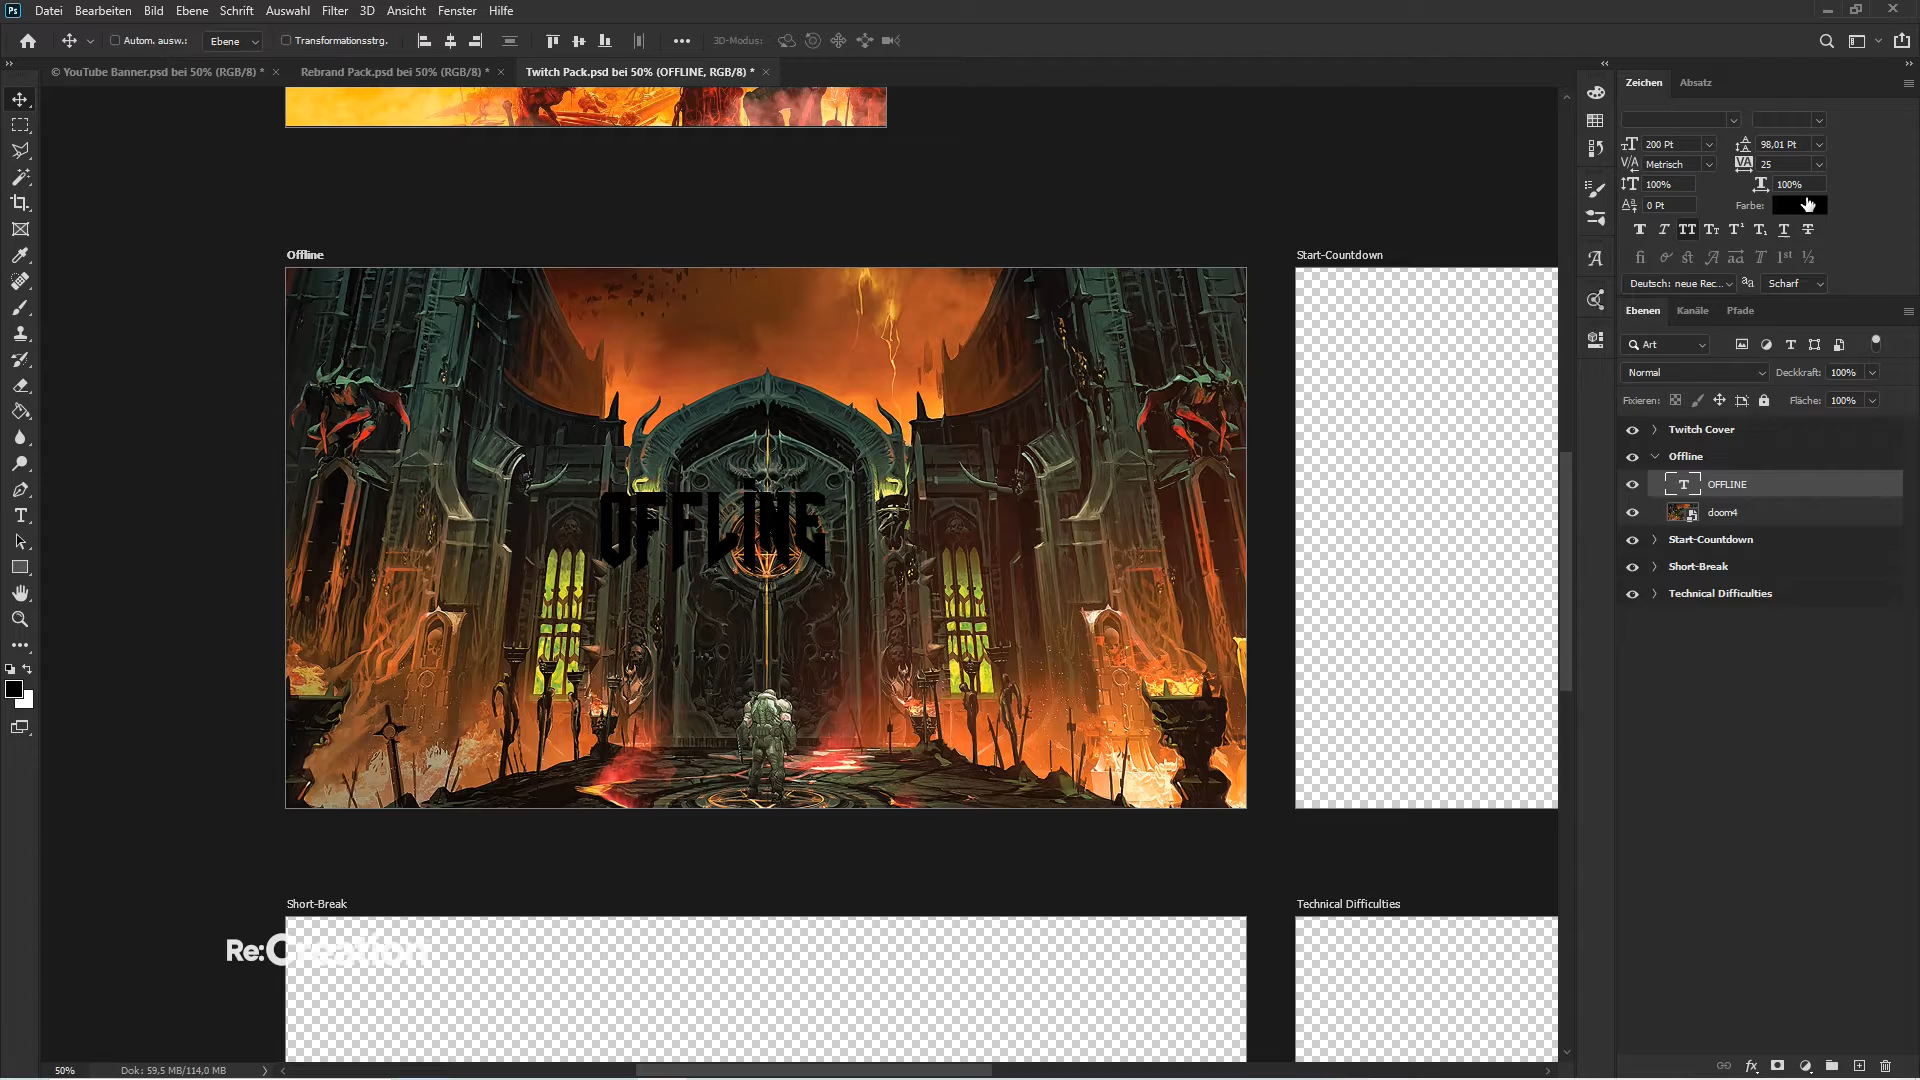 Ps Datei Bearbeiten Bild Ebene Schrift Auswahl Filter 3D Ansicht Fenster Hilfe
Autom. ausw.: Ebene Transformationsstrg. 3D-Modus:
© YouTube Banner.psd bei 50% (RGB/8) * Rebrand Pack.psd bei 50% (RGB/8) * Twitch Pack.psd bei 50% (OFFLINE, RGB/8) *
Zeichen Absatz
200 Pt 98,01 Pt
Metrisch 25
100% 100%
0 Pt Farbe:
Deutsch: neue Rec... Scharf
Ebenen Kanäle Pfade
Art
Normal Deckkraft: 100%
Fixieren: Fläche: 100%
Twitch Cover
Offline
OFFLINE
doom4
Start-Countdown
Short-Break
Technical Difficulties
Offline
Start-Countdown
OFFLINE
Short-Break
Technical Difficulties
Re:Creation
50% Dok: 59,5 MB/114,0 MB